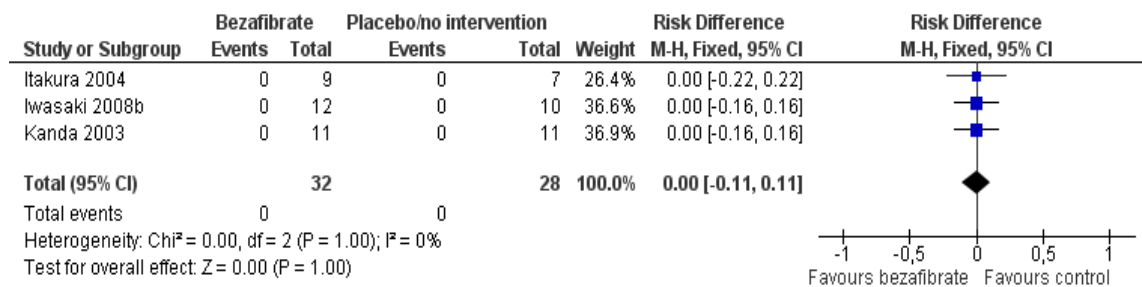 Bezafibrate Placebo/no intervention Risk Difference Risk Difference
Study or Subgroup Events Total Events Total Weight M-H, Fixed, 95% CI M-H, Fixed, 95% CI
Itakura 2004 0 9 0 7 26.4% 0.00 [-0.22, 0.22]
Iwasaki 2008b 0 12 0 10 36.6% 0.00 [-0.16, 0.16]
Kanda 2003 0 11 0 11 36.9% 0.00 [-0.16, 0.16]
Total (95% CI) 32 28 100.0% 0.00 [-0.11, 0.11]
Total events 0 0
Heterogeneity: Chi² = 0.00, df = 2 (P = 1.00); I² = 0%
Test for overall effect: Z = 0.00 (P = 1.00)
-1 -0,5 0 0,5 1
Favours bezafibrate Favours control